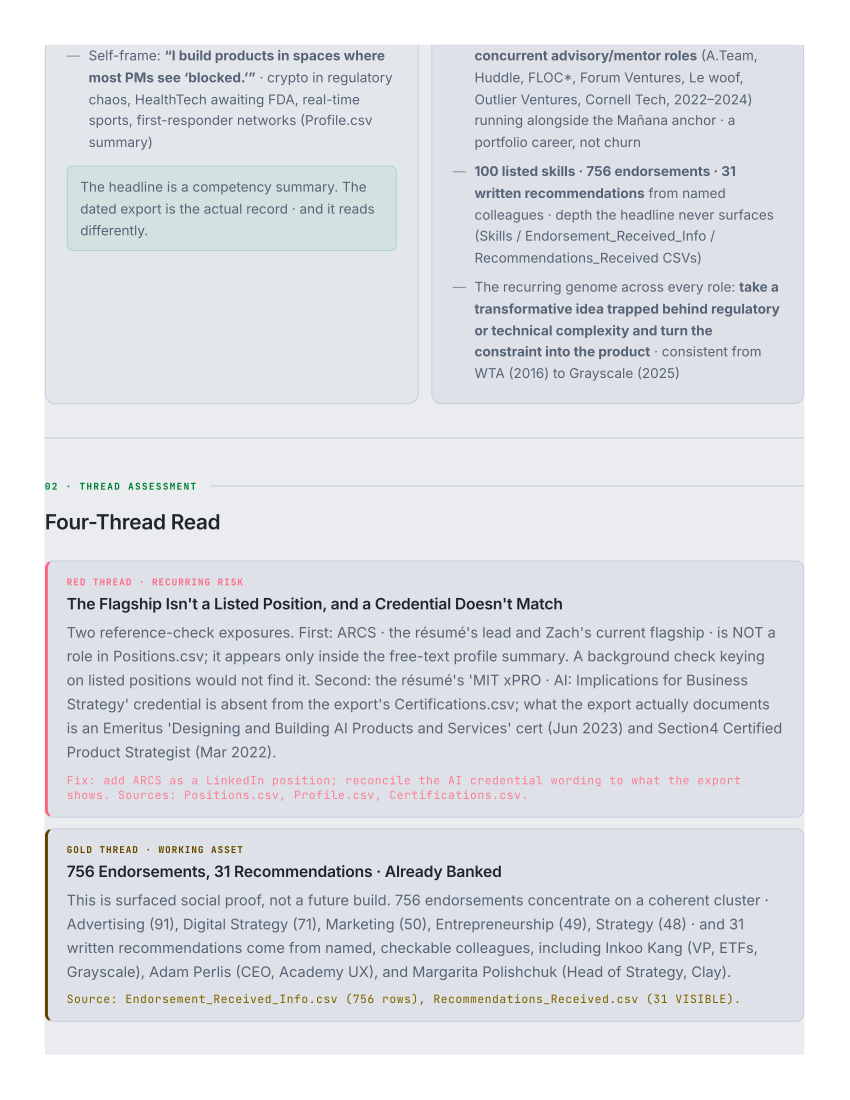 — Self-frame: “I build products in spaces where
most PMs see ‘blocked.’” · crypto in regulatory
chaos, HealthTech awaiting FDA, real-time
sports, first-responder networks (Profile.csv
summary)
The headline is a competency summary. The
dated export is the actual record · and it reads
differently.
concurrent advisory/mentor roles (A.Team,
Huddle, FLOC*, Forum Ventures, Le woof,
Outlier Ventures, Cornell Tech, 2022–2024)
running alongside the Mañana anchor · a
portfolio career, not churn
— 100 listed skills · 756 endorsements · 31
written recommendations from named
colleagues · depth the headline never surfaces
(Skills / Endorsement_Received_Info /
Recommendations_Received CSVs)
— The recurring genome across every role: take a
transformative idea trapped behind regulatory
or technical complexity and turn the
constraint into the product · consistent from
WTA (2016) to Grayscale (2025)
02 · THREAD ASSESSMENT
Four-Thread Read
RED THREAD · RECURRING RISK
The Flagship Isn't a Listed Position, and a Credential Doesn't Match
Two reference-check exposures. First: ARCS · the résumé's lead and Zach's current flagship · is NOT a
role in Positions.csv; it appears only inside the free-text profile summary. A background check keying
on listed positions would not find it. Second: the résumé's 'MIT xPRO · AI: Implications for Business
Strategy' credential is absent from the export's Certifications.csv; what the export actually documents
is an Emeritus 'Designing and Building AI Products and Services' cert (Jun 2023) and Section4 Certified
Product Strategist (Mar 2022).
Fix: add ARCS as a LinkedIn position; reconcile the AI credential wording to what the export
shows. Sources: Positions.csv, Profile.csv, Certifications.csv.
GOLD THREAD · WORKING ASSET
756 Endorsements, 31 Recommendations · Already Banked
This is surfaced social proof, not a future build. 756 endorsements concentrate on a coherent cluster ·
Advertising (91), Digital Strategy (71), Marketing (50), Entrepreneurship (49), Strategy (48) · and 31
written recommendations come from named, checkable colleagues, including Inkoo Kang (VP, ETFs,
Grayscale), Adam Perlis (CEO, Academy UX), and Margarita Polishchuk (Head of Strategy, Clay).
Source: Endorsement_Received_Info.csv (756 rows), Recommendations_Received.csv (31 VISIBLE).